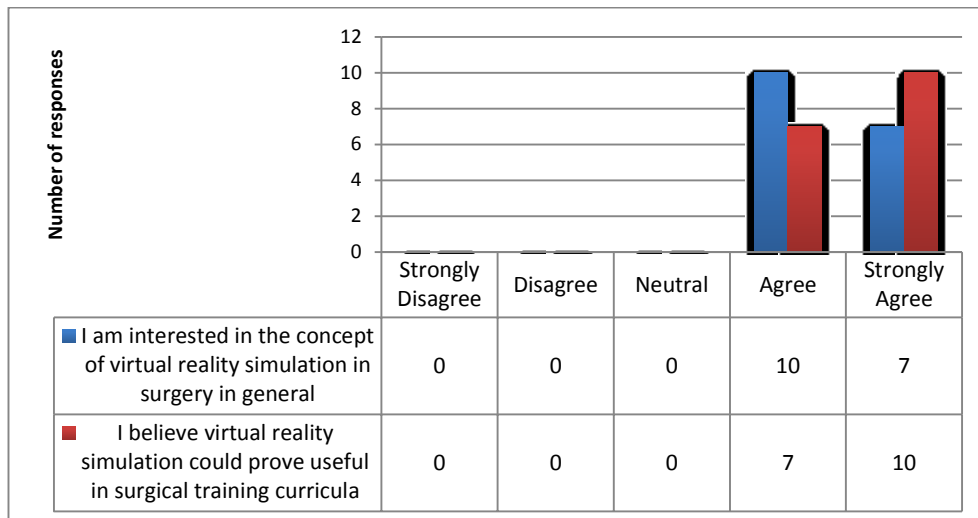 Number of responses
12
10
8
6
4
2
0
Strongly
Disagree
Disagree
Neutral
Agree
Strongly
Agree
I am interested in the concept
of virtual reality simulation in
surgery in general
0
0
0
10
7
I believe virtual reality
simulation could prove useful
in surgical training curricula
0
0
0
7
10